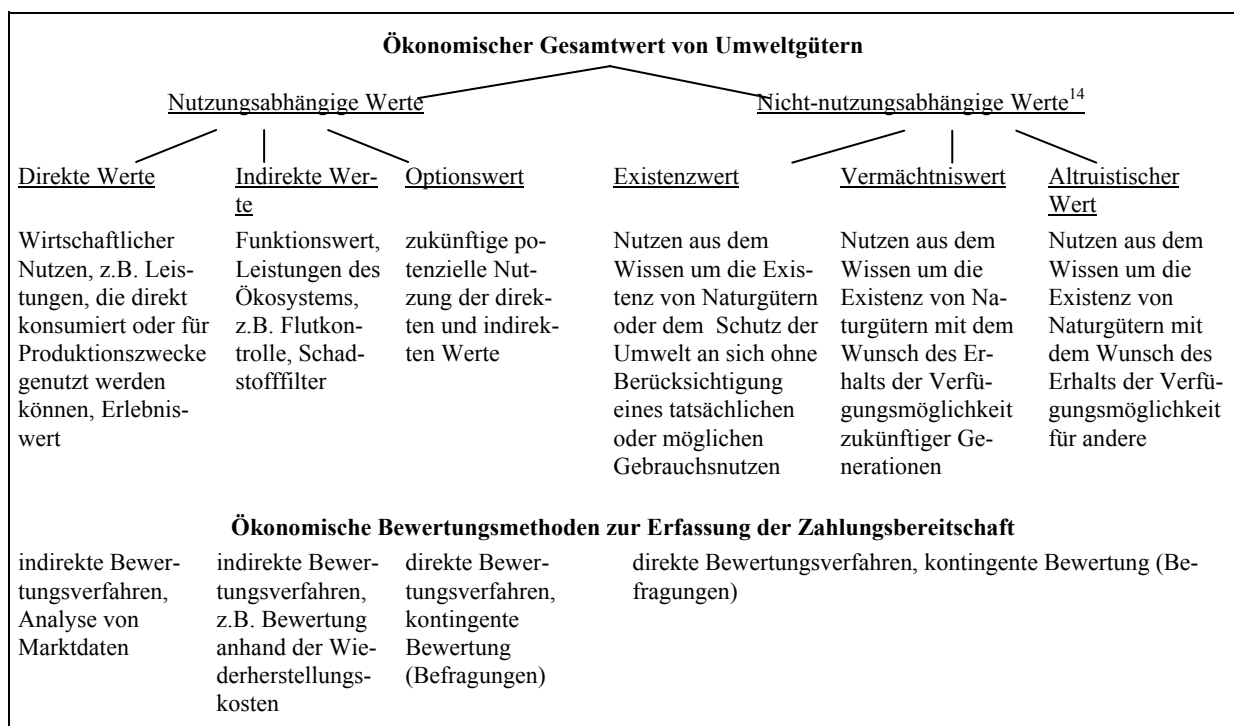 Ökonomischer Gesamtwert von Umweltgütern
Nutzungsabhängige Werte
Nicht-nutzungsabhängige Werte14
Direkte Werte
Wirtschaftlicher
Nutzen, z.B. Leis-
tungen, die direkt
konsumiert oder für
Produktionszwecke
genutzt werden
können, Erlebnis-
wert
Indirekte Wer-
te
Funktionswert,
Leistungen des
Ökosystems,
z.B. Flutkon-
trolle, Schad-
stofffilter
Optionswert
zukünftige po-
tenzielle Nut-
zung der direk-
ten und indirek-
ten Werte
Existenzwert
Nutzen aus dem
Wissen um die Exis-
tenz von Naturgütern
oder dem  Schutz der
Umwelt an sich ohne
Berücksichtigung
eines tatsächlichen
oder möglichen
Gebrauchsnutzen
Vermächtniswert
Nutzen aus dem
Wissen um die
Existenz von Na-
turgütern mit dem
Wunsch des Er-
halts der Verfü-
gungsmöglichkeit
zukünftiger Ge-
nerationen
Altruistischer
Wert
Nutzen aus dem
Wissen um die
Existenz von
Naturgütern mit
dem Wunsch des
Erhalts der Verfü-
gungsmöglichkeit
für andere
Ökonomische Bewertungsmethoden zur Erfassung der Zahlungsbereitschaft
indirekte Bewer-
tungsverfahren,
Analyse von
Marktdaten
indirekte Bewer-
tungsverfahren,
z.B. Bewertung
anhand der Wie-
derherstellungs-
kosten
direkte Bewer-
tungsverfahren,
kontingente
Bewertung
(Befragungen)
direkte Bewertungsverfahren, kontingente Bewertung (Be-
fragungen)